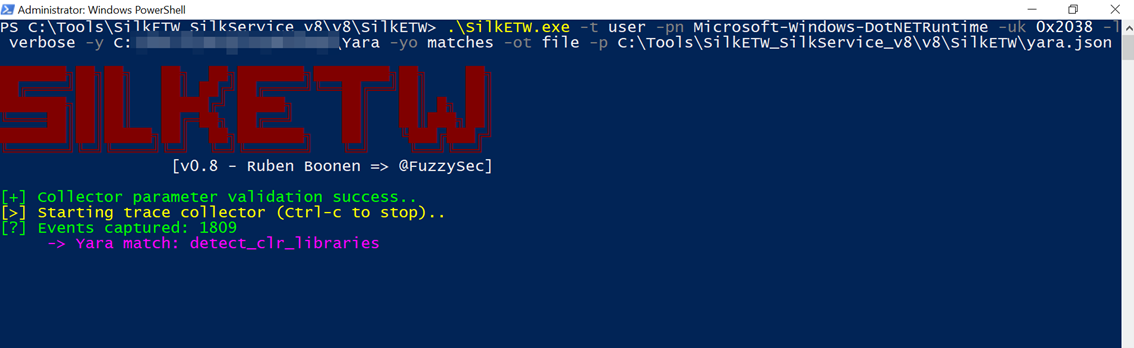 Administrator: Windows PowerShell
PS C:\Tools\SilkETW_SilkService_v8\v8\SilkETW> .\SilkETW.exe -t user -pn Microsoft-Windows-DotNETRuntime -uk 0x2038 -l
verbose -y C: \Yara -yo matches -ot file -p C:\Tools\SilkETW_SilkService_v8\v8\SilkETW\yara.json
SILKETW
[v0.8 - Ruben Boonen => @FuzzySec]
[+] Collector parameter validation success..
[>] Starting trace collector (Ctrl-c to stop)..
[?] Events captured: 1809
-> Yara match: detect_clr_libraries